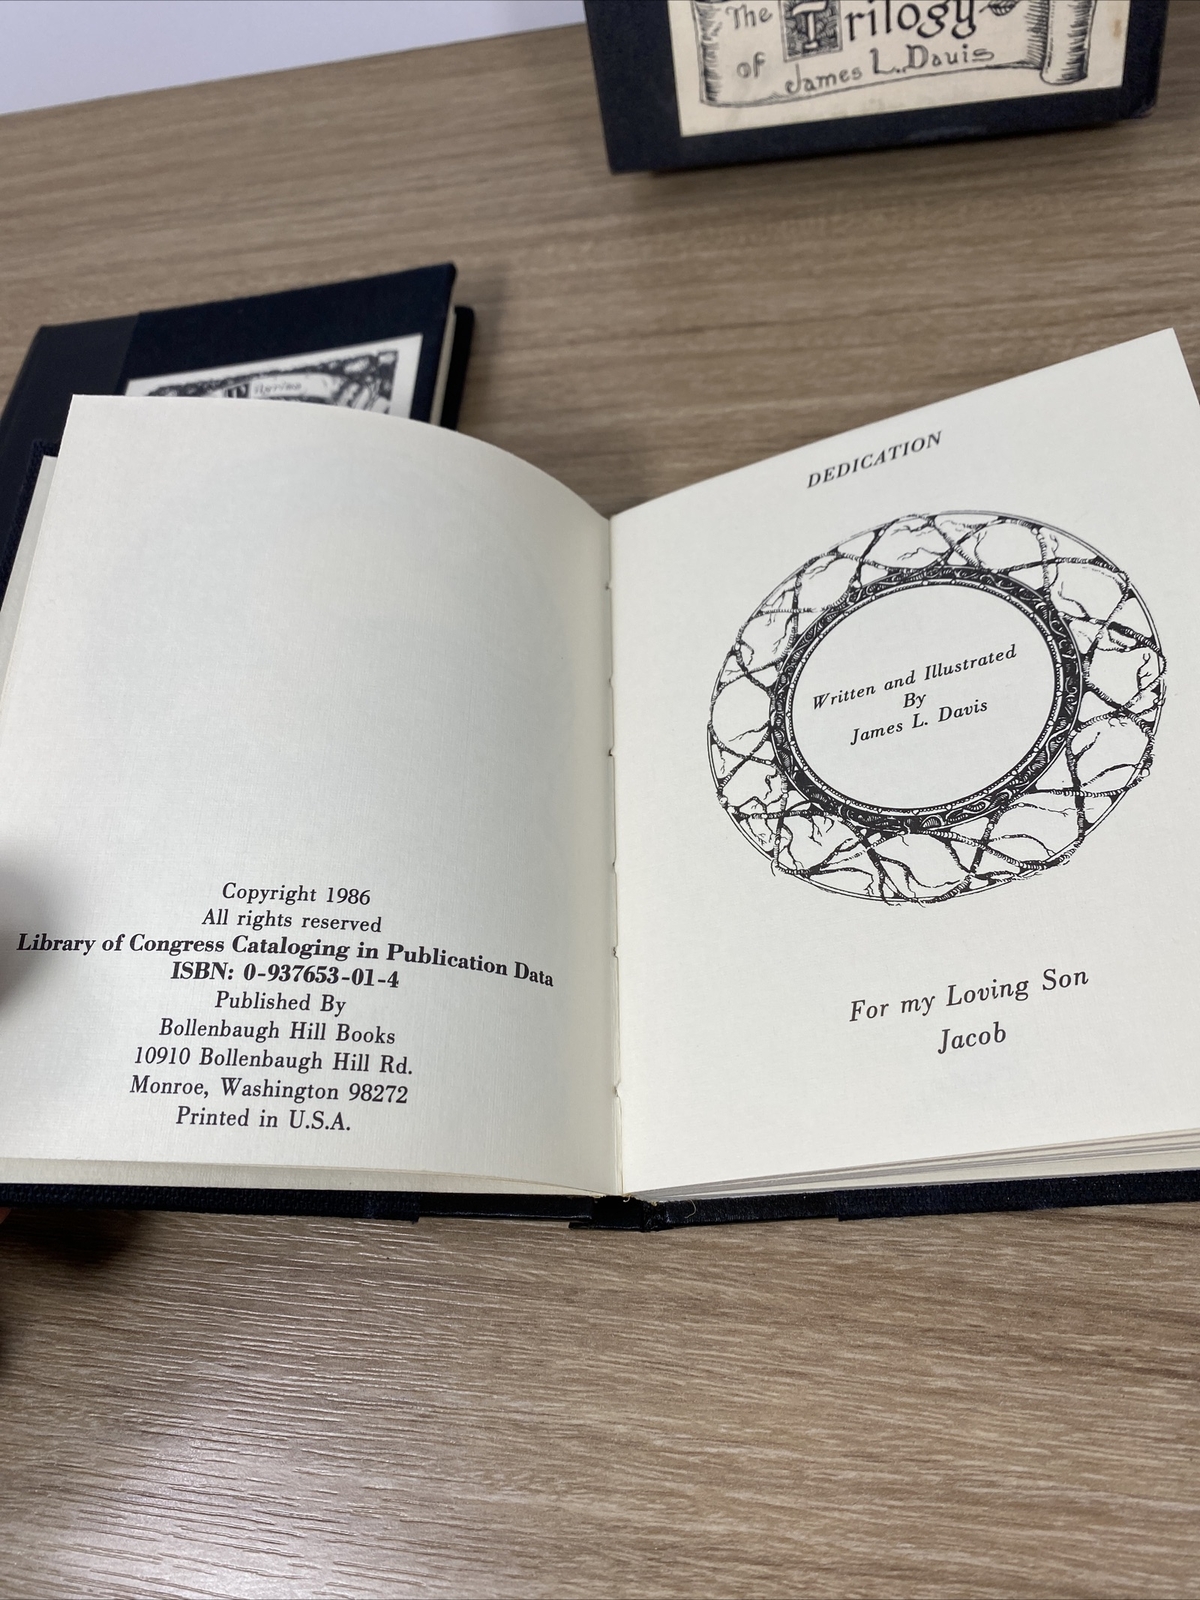 The Trilogy
of James L. Davis
Copyright 1986
All rights reserved
Library of Congress Cataloging in Publication Data
ISBN: 0-937653-01-4
Published By
Bollenbaugh Hill Books
10910 Bollenbaugh Hill Rd.
Monroe, Washington 98272
Printed in U.S.A.
DEDICATION
Written and Illustrated
By
James L. Davis
For my Loving Son
Jacob